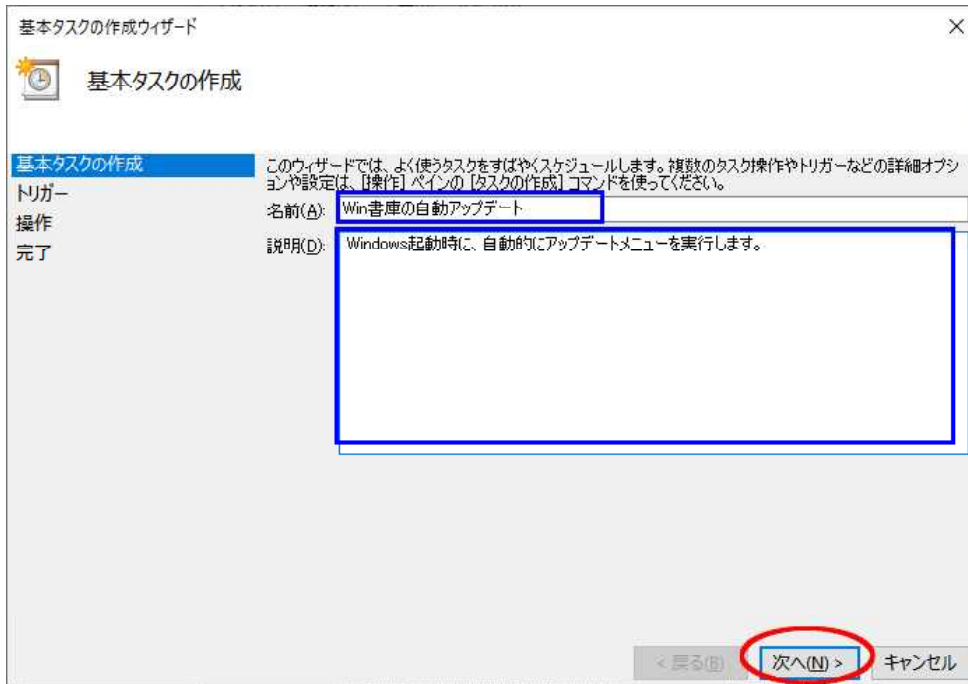 基本タスクの作成ウィザード
基本タスクの作成
基本タスクの作成
トリガー
操作
完了
このウィザードでは、よく使うタスクをすばやくスケジュールします。複数のタスク操作やトリガーなどの詳細オプシ
ョンや設定は、[操作] ペインの [タスクの作成] コマンドを使ってください。
名前(A): Win書庫の自動アップデート
説明(D): Windows起動時に、自動的にアップデートメニューを実行します。
< 戻る(B) 次へ(N) > キャンセル